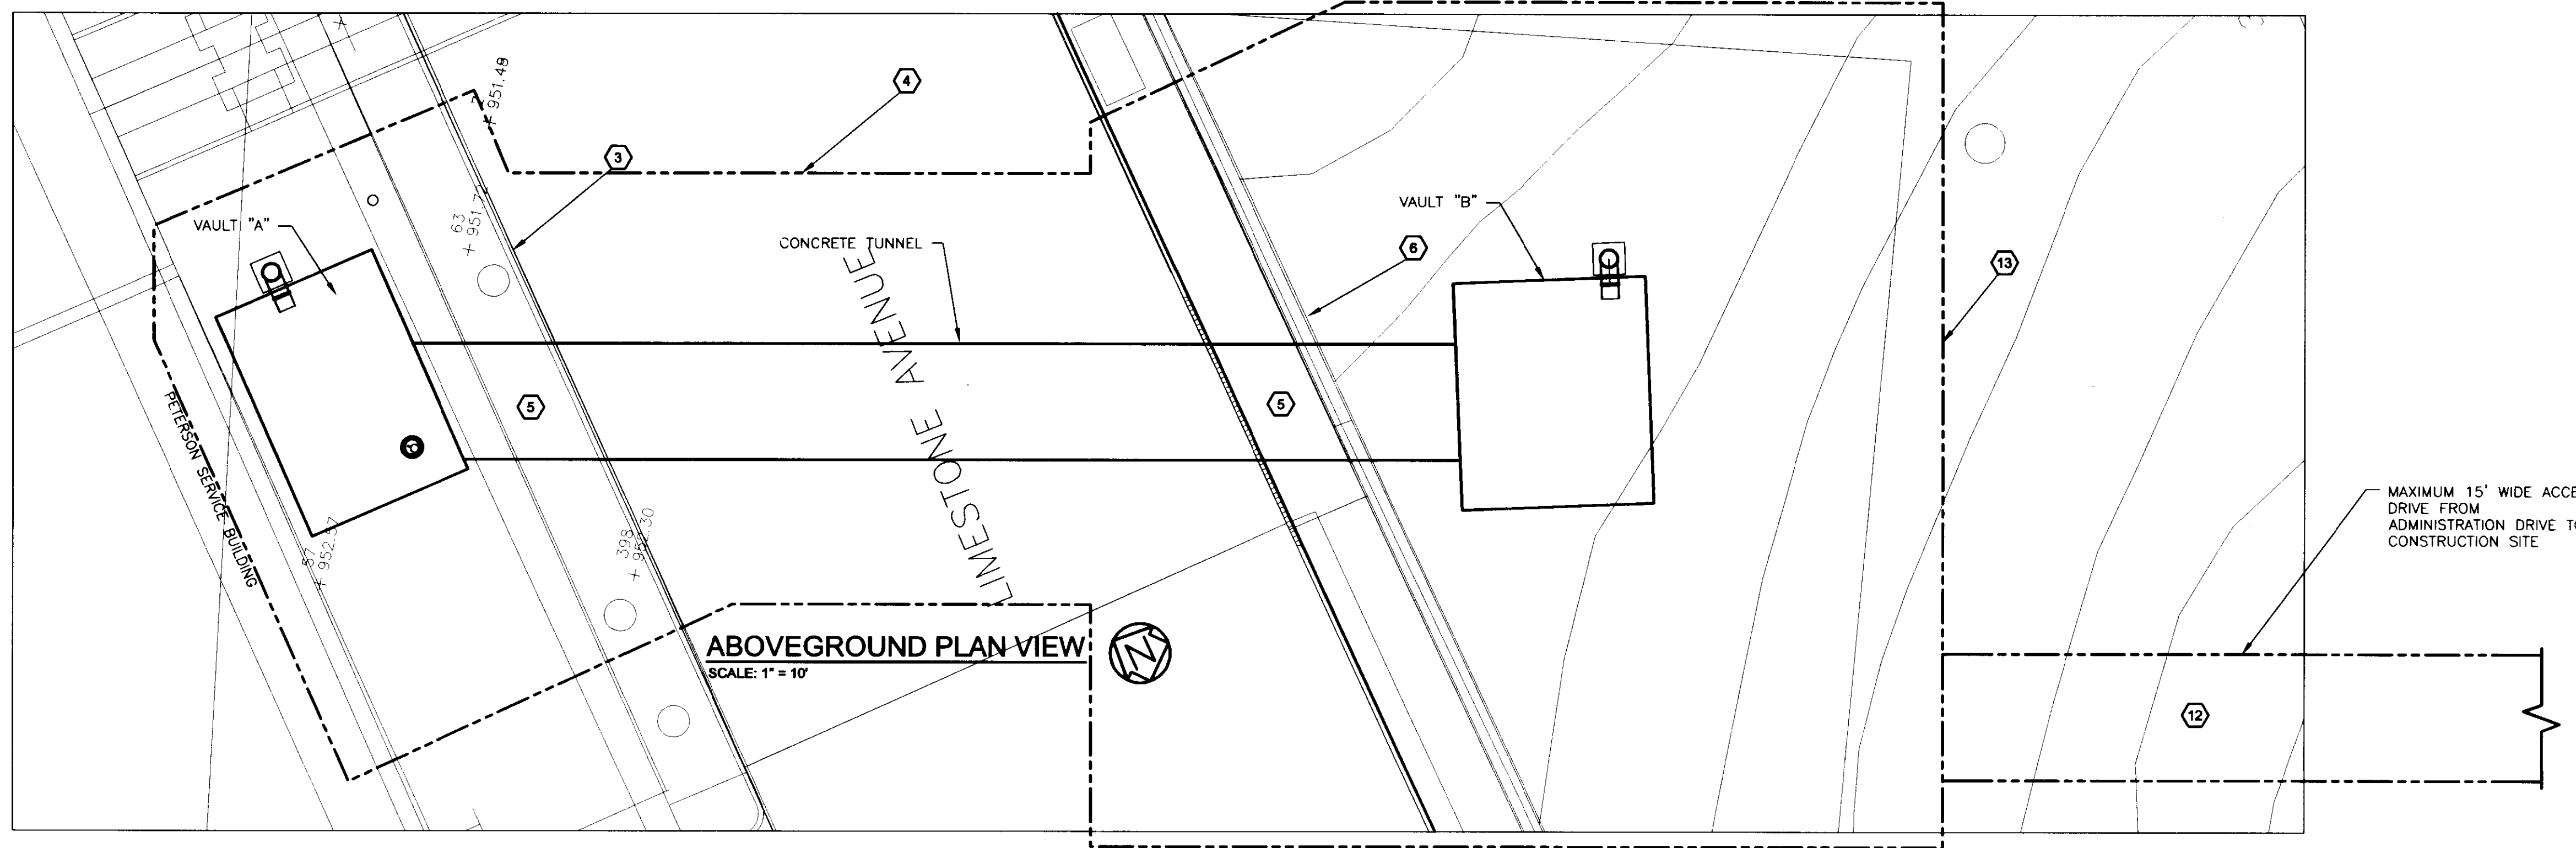 + 951.48
4
3
63
+ 951.7
VAULT "A"
VAULT "B"
CONCRETE TUNNEL
6
13
LIMESTONE AVENUE
5
5
PETERSON SERVICE BUILDING
57
+ 952.57
398
+ 952.30
MAXIMUM 15' WIDE ACCE
DRIVE FROM
ADMINISTRATION DRIVE TO
CONSTRUCTION SITE
ABOVEGROUND PLAN VIEW
SCALE: 1" = 10'
N
12